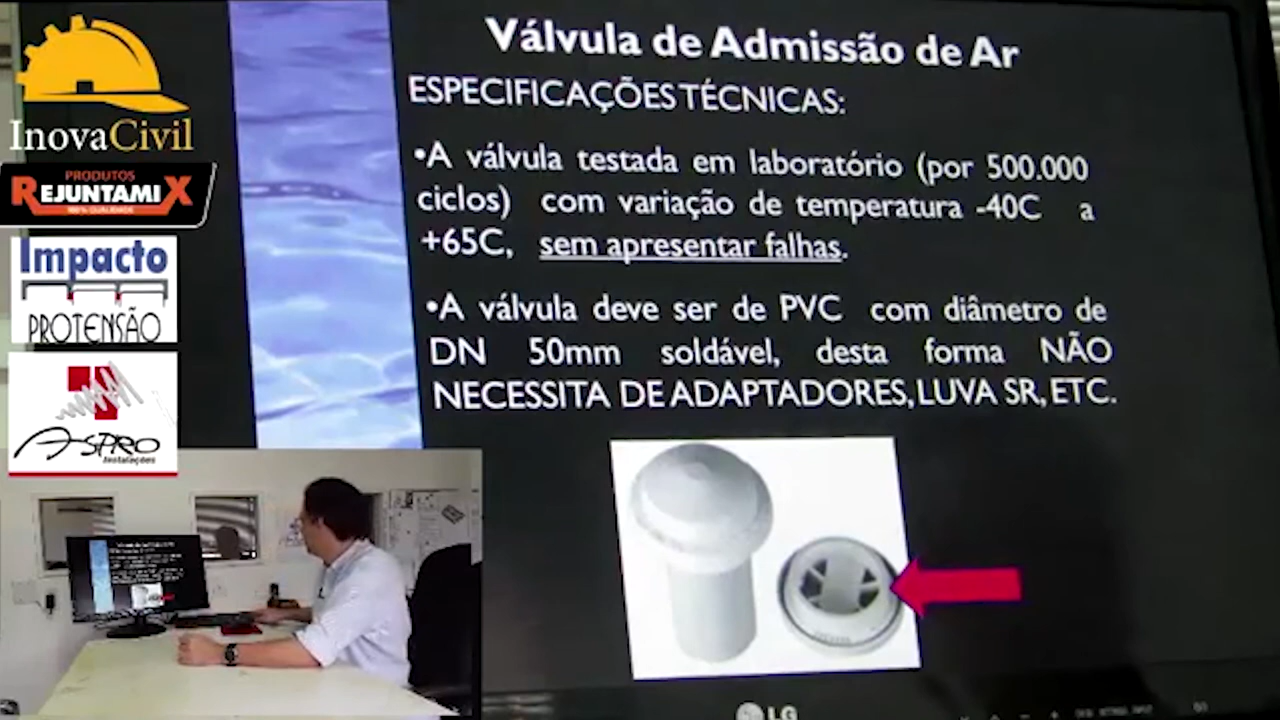 Válvula de Admissão de Ar
ESPECIFICAÇÕES TÉCNICAS:
•A válvula testada em laboratório (por 500.000
ciclos) com variação de temperatura -40C a
+65C, sem apresentar falhas.
•A válvula deve ser de PVC com diâmetro de
DN 50mm soldável, desta forma NÃO
NECESSITA DE ADAPTADORES, LUVA SR, ETC.
InovaCivil
PRODUTOS
REJUNTAMIX
100% QUALIDADE
Impacto
PROTENSÃO
ASPRO
Instalações
LG